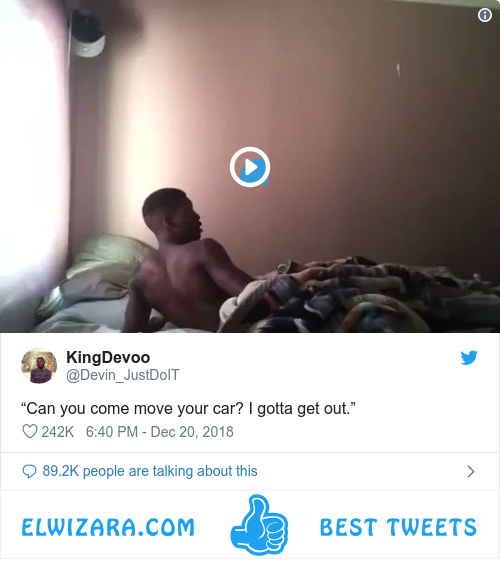 KingDevoo
@Devin_JustDoIT
“Can you come move your car? I gotta get out.”
242K 6:40 PM - Dec 20, 2018
89.2K people are talking about this
ELWIZARA.COM BEST TWEETS